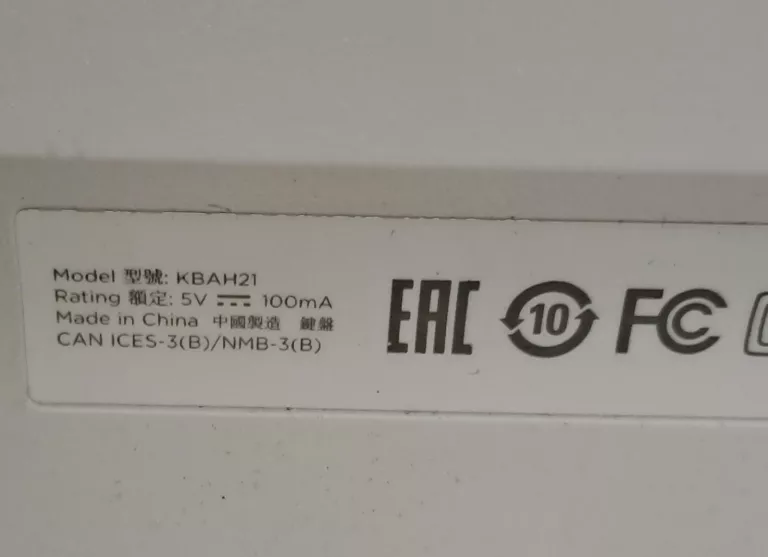 Model 型號: KBAH21
Rating 額定: 5V ⎓ 100mA
Made in China 中國製造 鍵盤
CAN ICES-3(B)/NMB-3(B)
EAC 10 FC